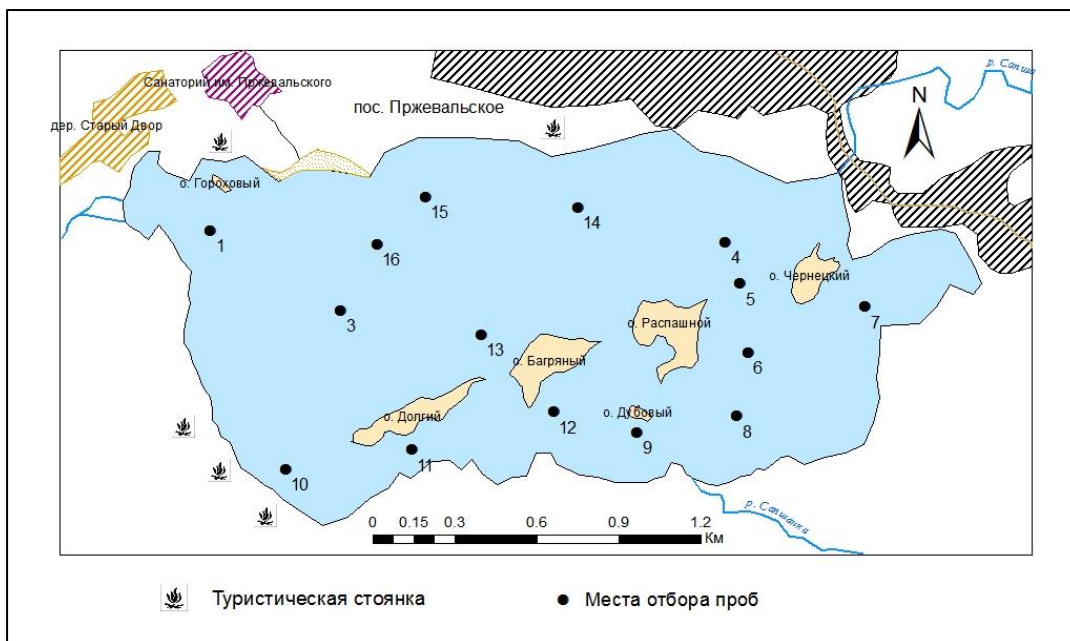 Санаторий им. Пржевальского
р. Сапша
пос. Пржевальское
N
дер. Старый Двор
о. Гороховый
15
14
1
16
4
о. Чернецкий
5
3
7
о. Распашной
13
о. Багряный
6
о. Долгий
о. Дубовый
12
8
9
11
10
р. Сапшанка
0 0.15 0.3 0.6 0.9 1.2
Км
Туристическая стоянка
Места отбора проб